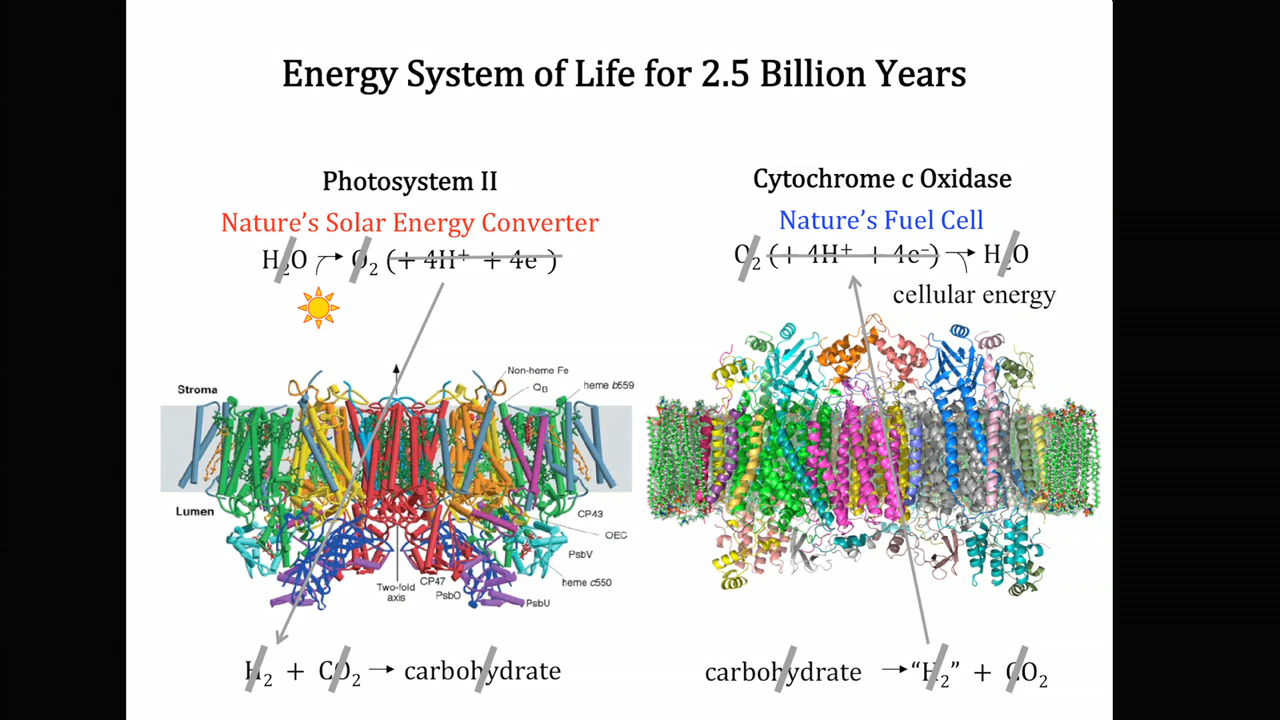 Energy System of Life for 2.5 Billion Years
Photosystem II
Nature's Solar Energy Converter
H₂O → O₂ (+ 4H⁺ + 4e⁻)
Stroma
Lumen
Non-heme Fe
Q_B
heme b559
CP43
OEC
PsbV
heme c550
PsbU
PsbO
CP47
Two-fold
axis
H₂ + CO₂ → carbohydrate
Cytochrome c Oxidase
Nature's Fuel Cell
O₂ (+ 4H⁺ + 4e⁻) → H₂O
cellular energy
carbohydrate → “H₂” + CO₂